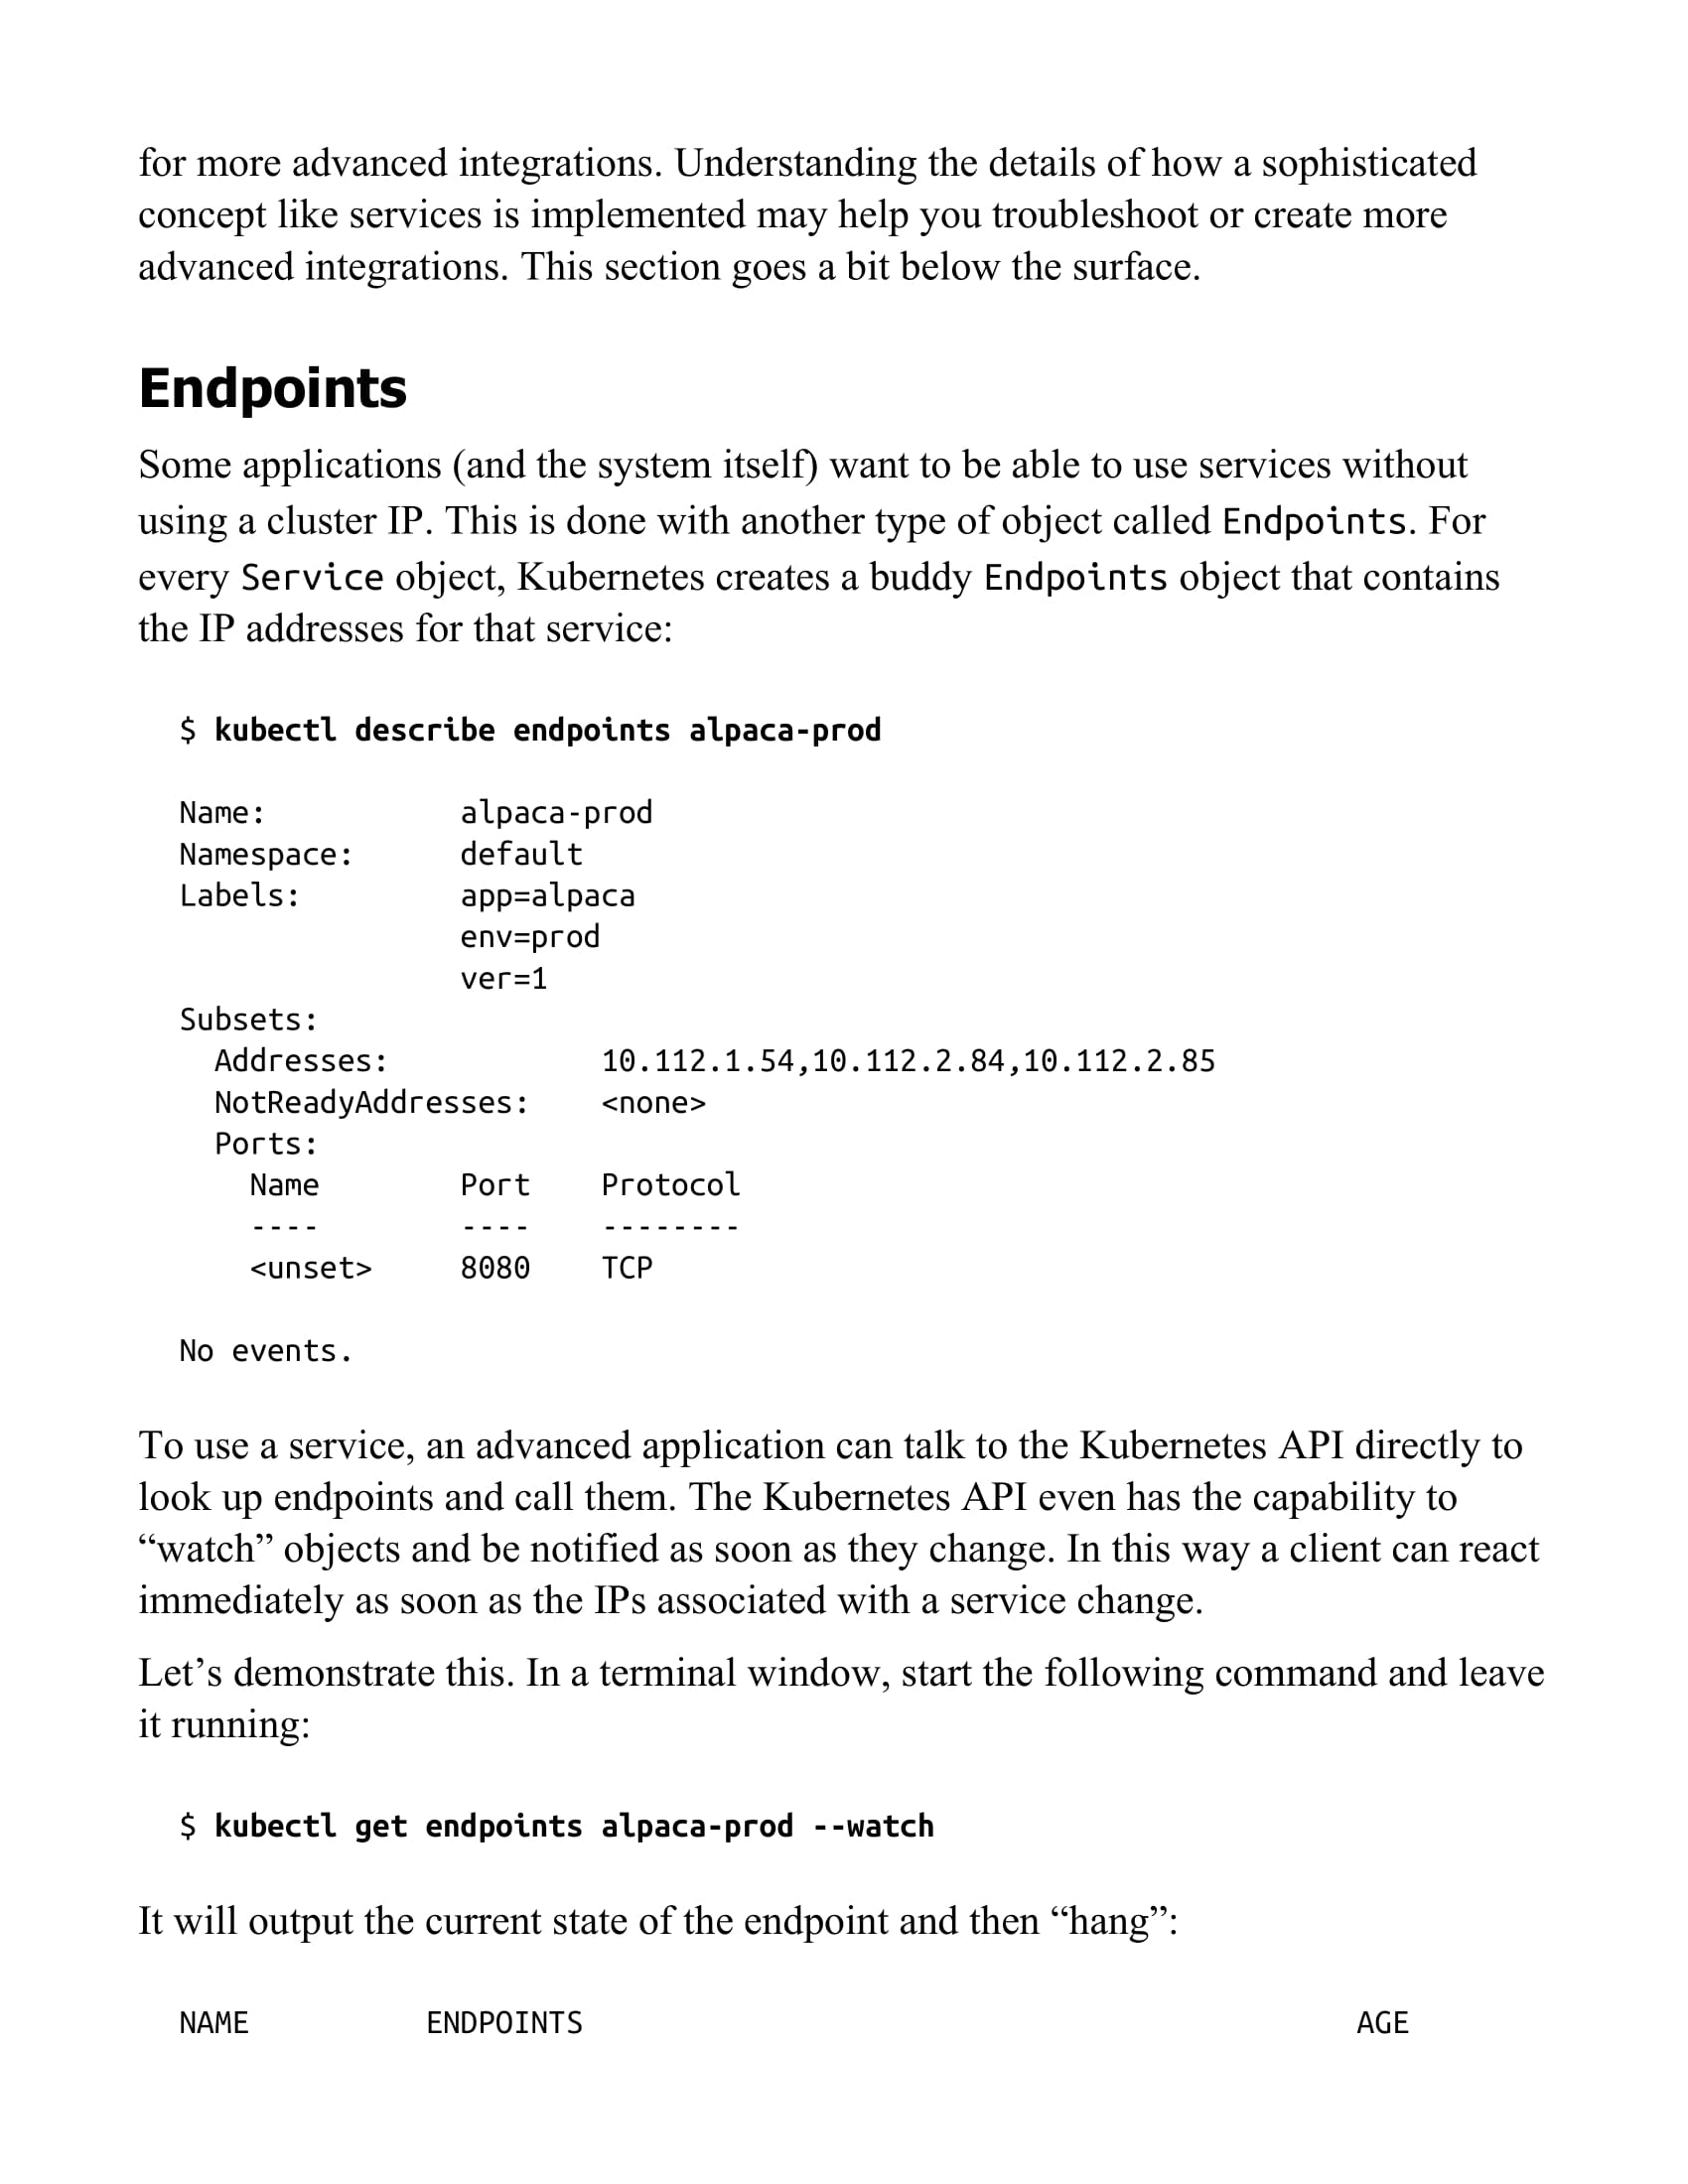 for more advanced integrations. Understanding the details of how a sophisticated
concept like services is implemented may help you troubleshoot or create more
advanced integrations. This section goes a bit below the surface.
Endpoints
Some applications (and the system itself) want to be able to use services without
using a cluster IP. This is done with another type of object called Endpoints. For
every Service object, Kubernetes creates a buddy Endpoints object that contains
the IP addresses for that service:
$ kubectl describe endpoints alpaca-prod
Name:           alpaca-prod
Namespace:      default
Labels:         app=alpaca
                env=prod
                ver=1
Subsets:
  Addresses:            10.112.1.54,10.112.2.84,10.112.2.85
  NotReadyAddresses:    <none>
  Ports:
    Name        Port    Protocol
    ----        ----    --------
    <unset>     8080    TCP
No events.
To use a service, an advanced application can talk to the Kubernetes API directly to
look up endpoints and call them. The Kubernetes API even has the capability to
“watch” objects and be notified as soon as they change. In this way a client can react
immediately as soon as the IPs associated with a service change.
Let’s demonstrate this. In a terminal window, start the following command and leave
it running:
$ kubectl get endpoints alpaca-prod --watch
It will output the current state of the endpoint and then “hang”:
NAME          ENDPOINTS                                            AGE